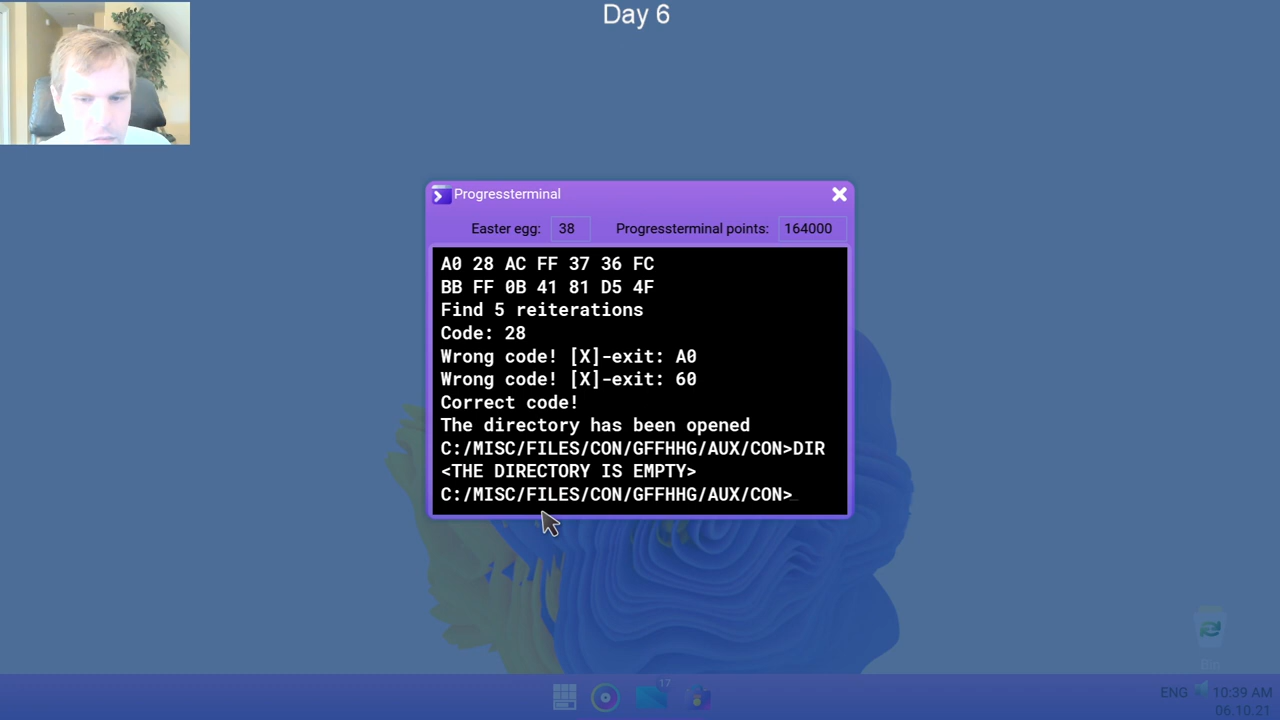 Day 6
Progressterminal
Easter egg: 38 Progressterminal points: 164000
A0 28 AC FF 37 36 FC
BB FF 0B 41 81 D5 4F
Find 5 reiterations
Code: 28
Wrong code! [X]-exit: A0
Wrong code! [X]-exit: 60
Correct code!
The directory has been opened
C:/MISC/FILES/CON/GFFHHG/AUX/CON>DIR
<THE DIRECTORY IS EMPTY>
C:/MISC/FILES/CON/GFFHHG/AUX/CON>_
Bin
17
ENG 10:39 AM
06.10.21